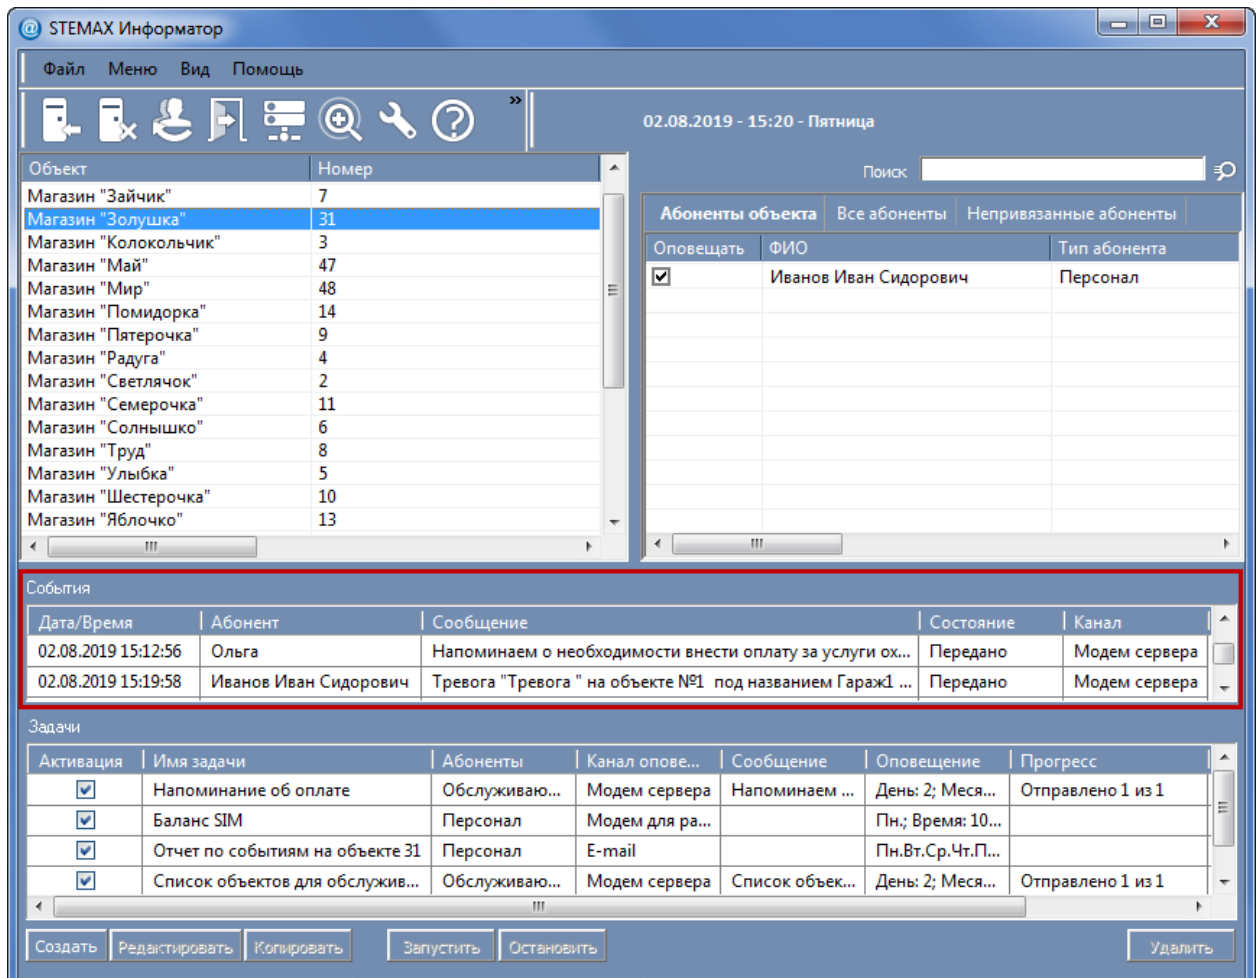 STEMAX Информатор
Файл Меню Вид Помощь
02.08.2019 - 15:20 - Пятница
Объект Номер
Магазин "Зайчик" 7
Магазин "Золушка" 31
Магазин "Колокольчик" 3
Магазин "Май" 47
Магазин "Мир" 48
Магазин "Помидорка" 14
Магазин "Пятерочка" 9
Магазин "Радуга" 4
Магазин "Светлячок" 2
Магазин "Семерочка" 11
Магазин "Солнышко" 6
Магазин "Труд" 8
Магазин "Улыбка" 5
Магазин "Шестерочка" 10
Магазин "Яблочко" 13
Поиск
Абоненты объекта Все абоненты Непривязанные абоненты
Оповещать ФИО Тип абонента
Иванов Иван Сидорович Персонал
События
Дата/Время Абонент Сообщение Состояние Канал
02.08.2019 15:12:56 Ольга Напоминаем о необходимости внести оплату за услуги ох... Передано Модем сервера
02.08.2019 15:19:58 Иванов Иван Сидорович Тревога "Тревога " на объекте №1 под названием Гараж1 ... Передано Модем сервера
Задачи
Активация Имя задачи Абоненты Канал опове... Сообщение Оповещение Прогресс
Напоминание об оплате Обслуживаю... Модем сервера Напоминаем ... День: 2; Меся... Отправлено 1 из 1
Баланс SIM Персонал Модем для ра... Пн.; Время: 10...
Отчет по событиям на объекте 31 Персонал E-mail Пн.Вт.Ср.Чт.П...
Список объектов для обслужив... Обслуживаю... Модем сервера Список объек... День: 2; Меся... Отправлено 1 из 1
Создать Редактировать Копировать Запустить Остановить Удалить